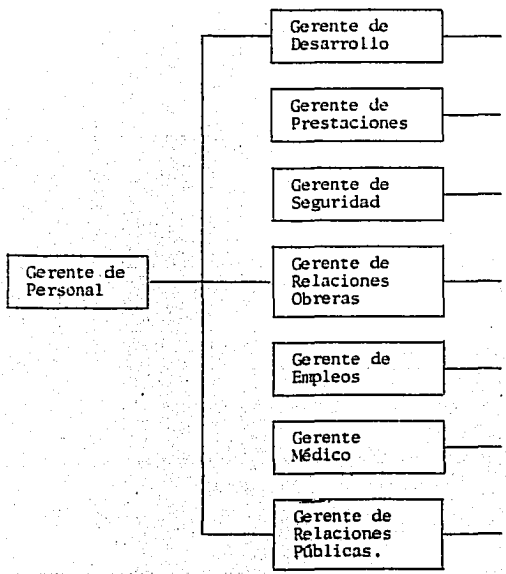 Gerente de
Desarrollo
Gerente de
Prestaciones
Gerente de
Seguridad
Gerente de
Personal
Gerente de
Relaciones
Obreras
Gerente de
Empleos
Gerente
Médico
Gerente de
Relaciones
Públicas.